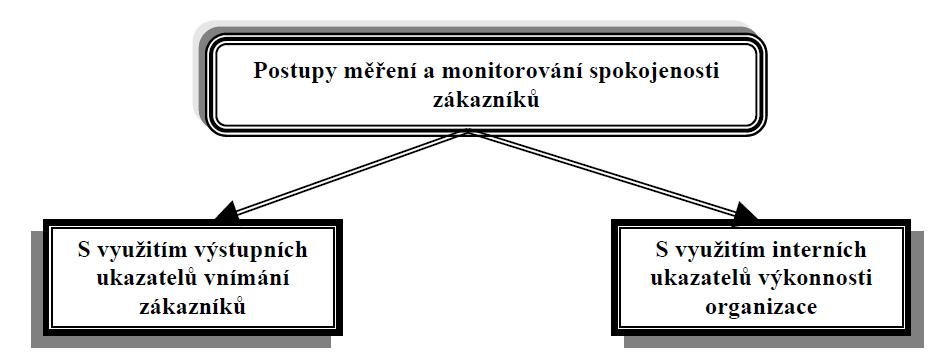 Postupy měření a monitorování spokojenosti
zákazníků
S využitím výstupních
ukazatelů vnímání
zákazníků
S využitím interních
ukazatelů výkonnosti
organizace